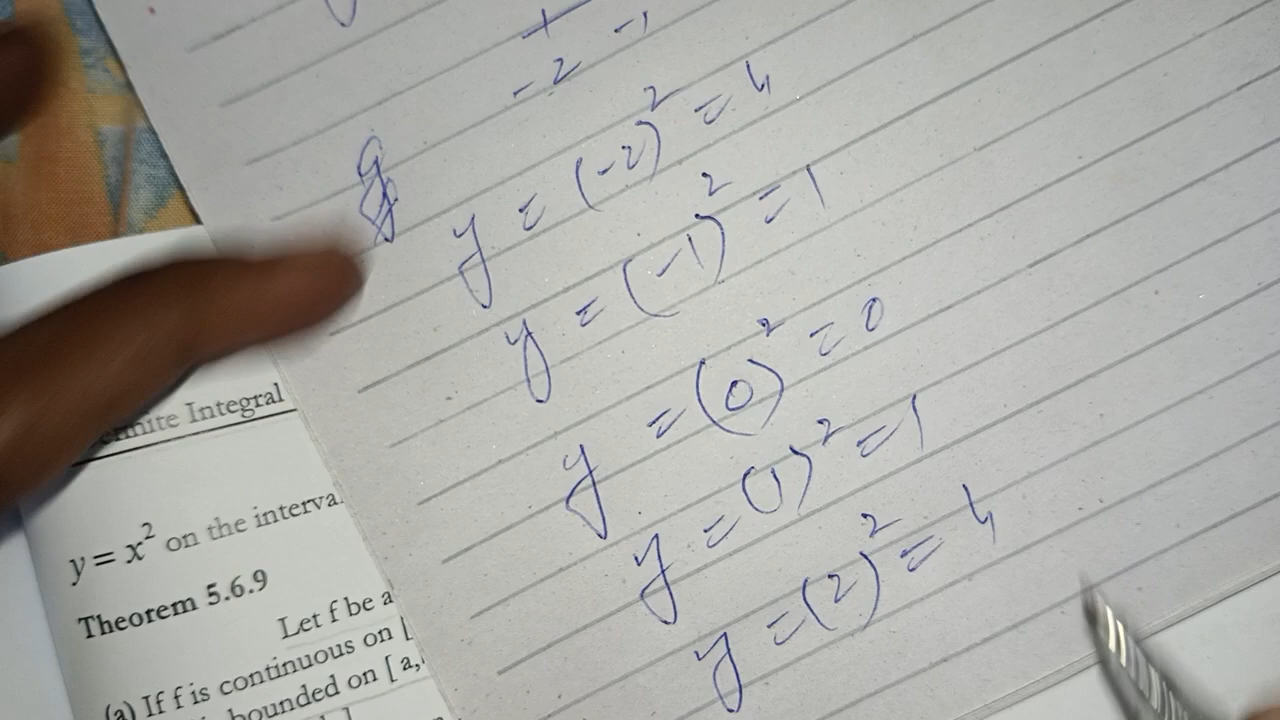 -2 -1
y = (-2)² = 4
y = (-1)² = 1
y = (0)² = 0
y = (1)² = 1
y = (2)² = 4
Integral
y = x² on the
Theorem 5.6.9
Let f be a
(a) If f is continuous on [
bounded on [a,